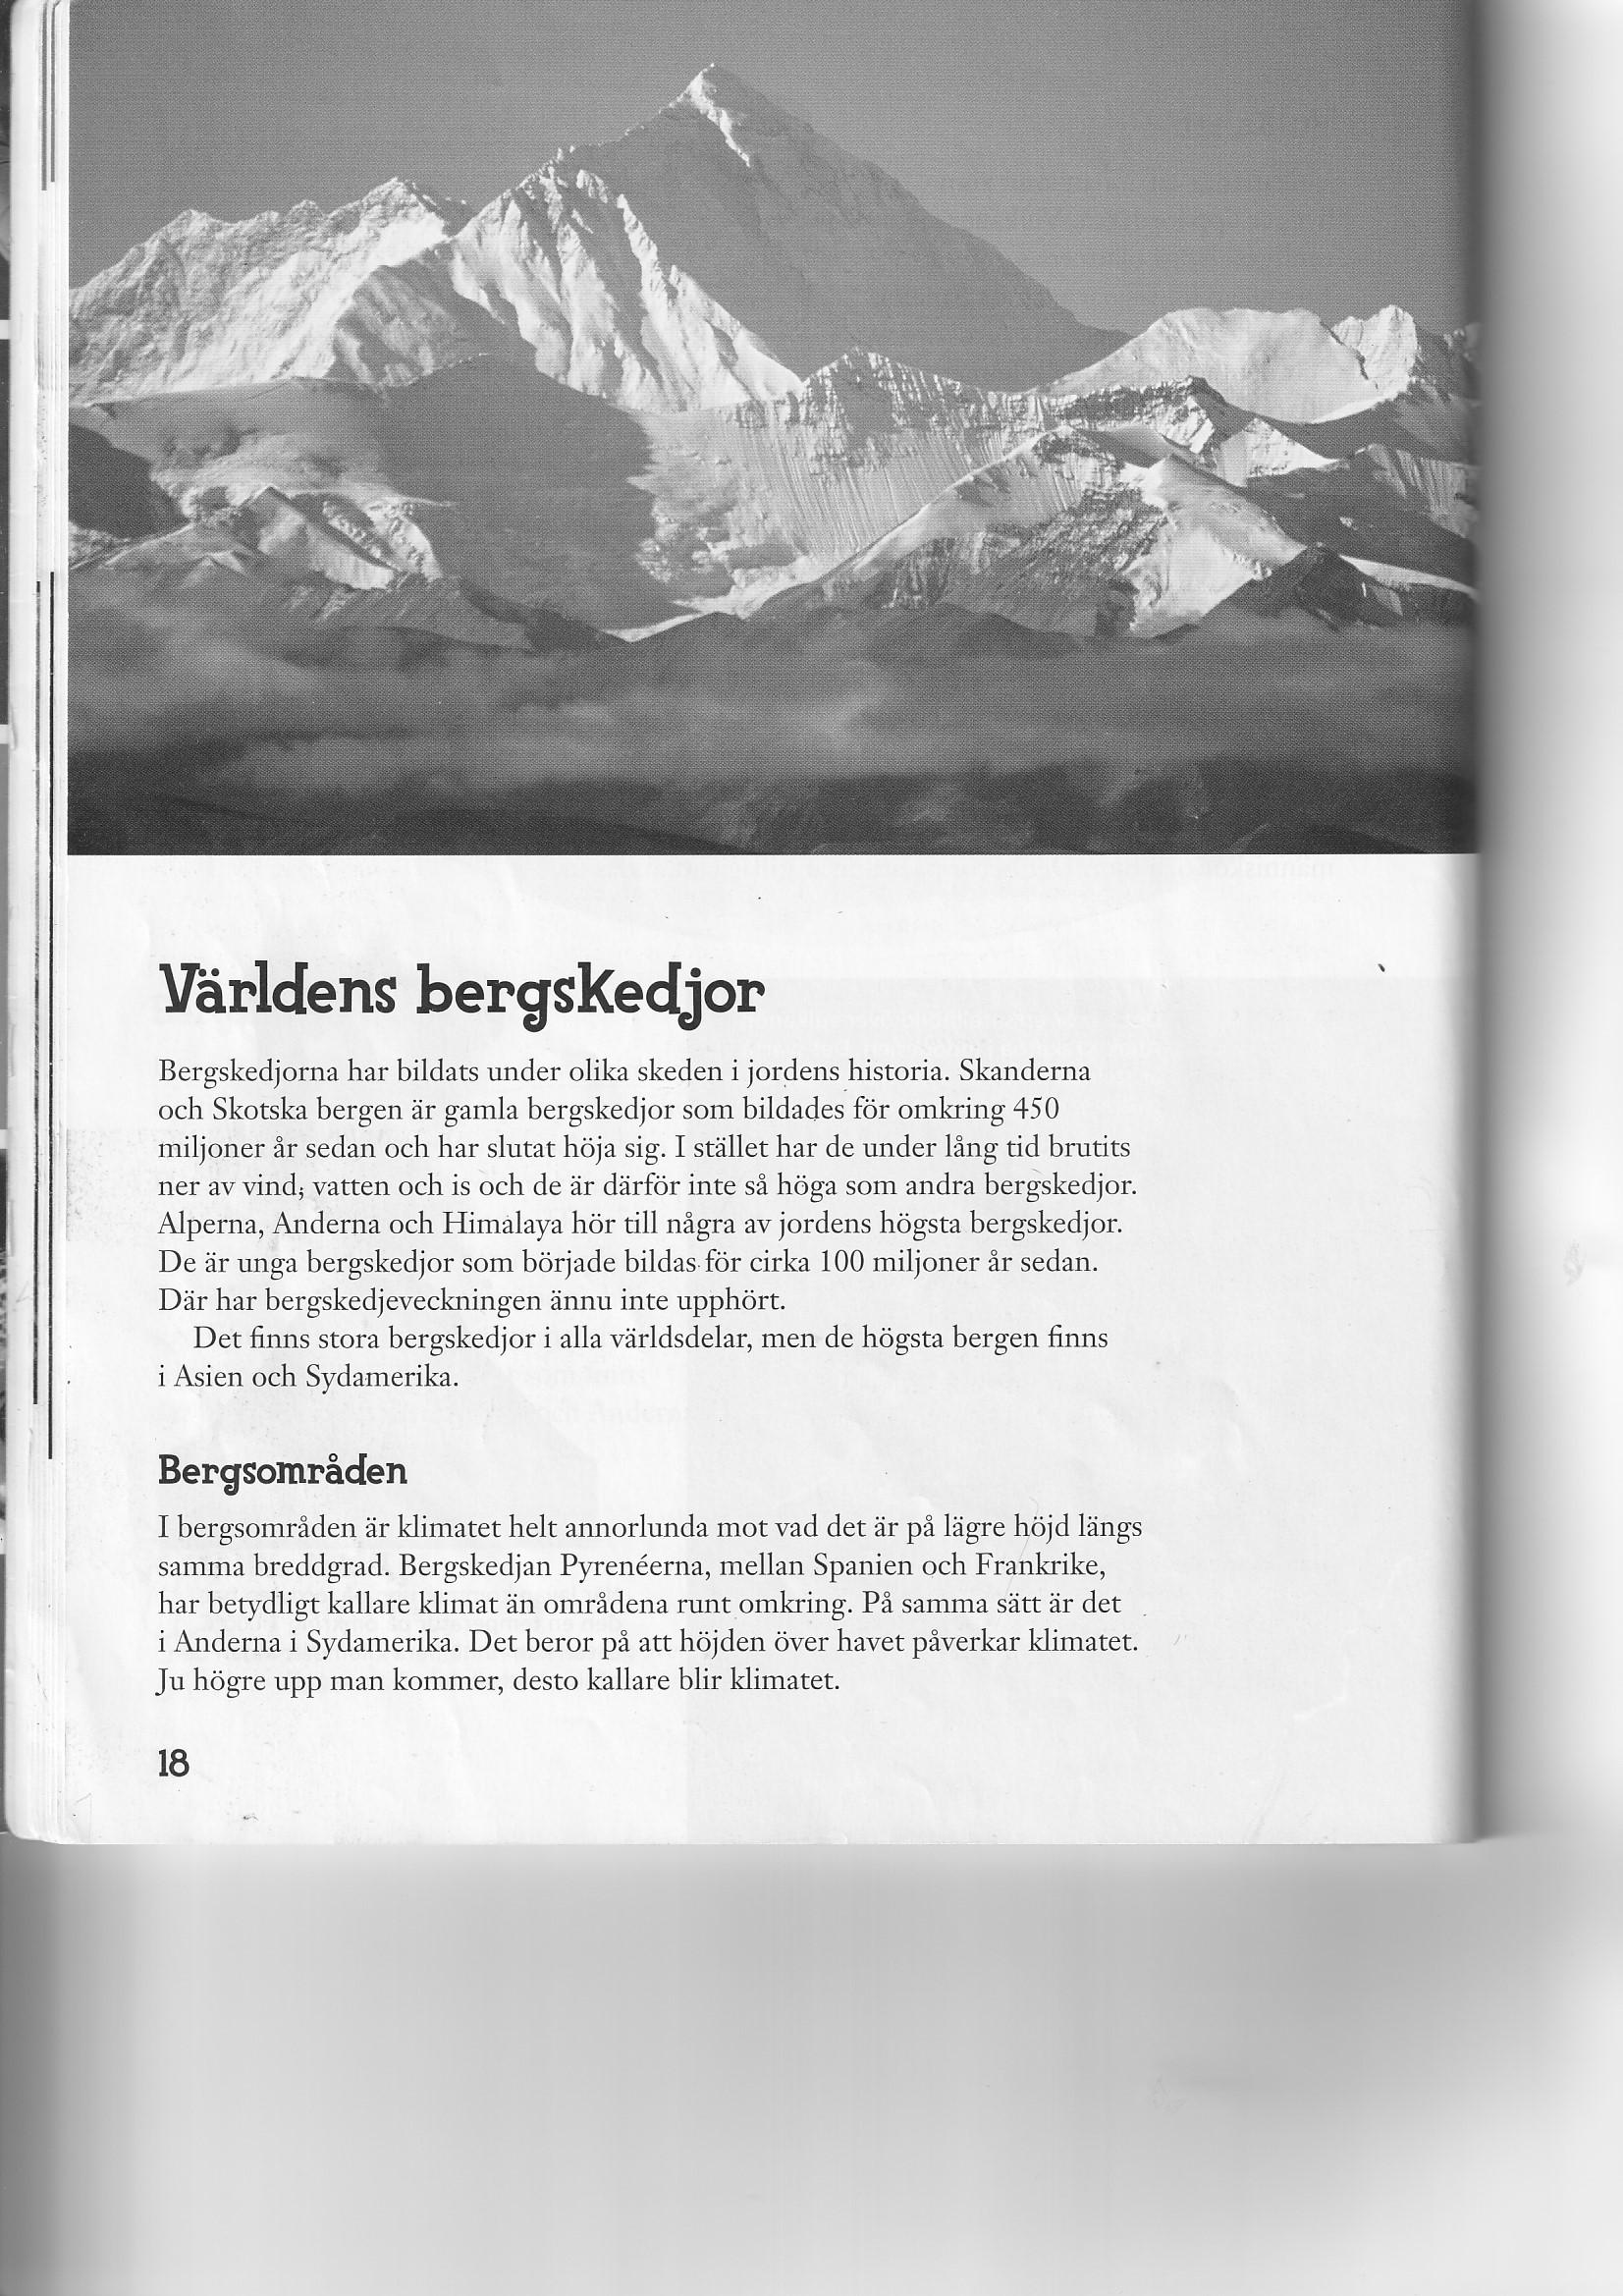 Världens bergskedjor
Bergskedjorna har bildats under olika skeden i jordens historia. Skanderna
och Skotska bergen är gamla bergskedjor som bildades för omkring 450
miljoner år sedan och har slutat höja sig. I stället har de under lång tid brutits
ner av vind, vatten och is och de är därför inte så höga som andra bergskedjor.
Alperna, Anderna och Himalaya hör till några av jordens högsta bergskedjor.
De är unga bergskedjor som började bildas för cirka 100 miljoner år sedan.
Där har bergskedjeveckningen ännu inte upphört.
Det finns stora bergskedjor i alla världsdelar, men de högsta bergen finns
i Asien och Sydamerika.
Bergsområden
I bergsområden är klimatet helt annorlunda mot vad det är på lägre höjd längs
samma breddgrad. Bergskedjan Pyrenéerna, mellan Spanien och Frankrike,
har betydligt kallare klimat än områdena runt omkring. På samma sätt är det
i Anderna i Sydamerika. Det beror på att höjden över havet påverkar klimatet.
Ju högre upp man kommer, desto kallare blir klimatet.
18